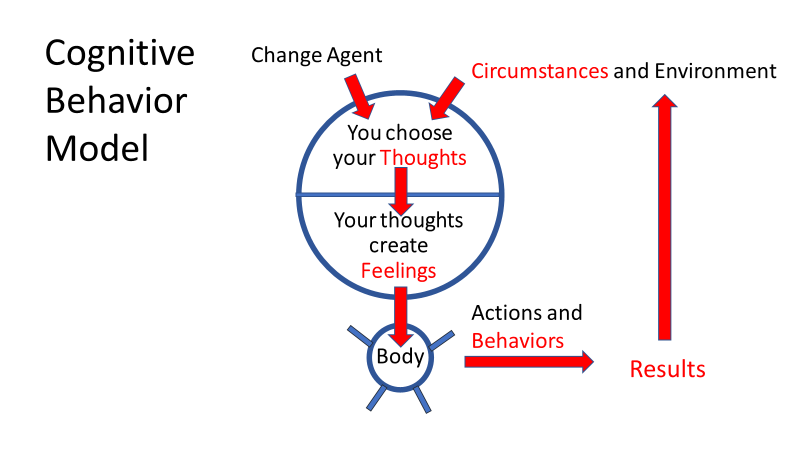 Cognitive
Behavior
Model
Change Agent
Circumstances and Environment
You choose
your Thoughts
Your thoughts
create
Feelings
Actions and
Behaviors
Body
Results